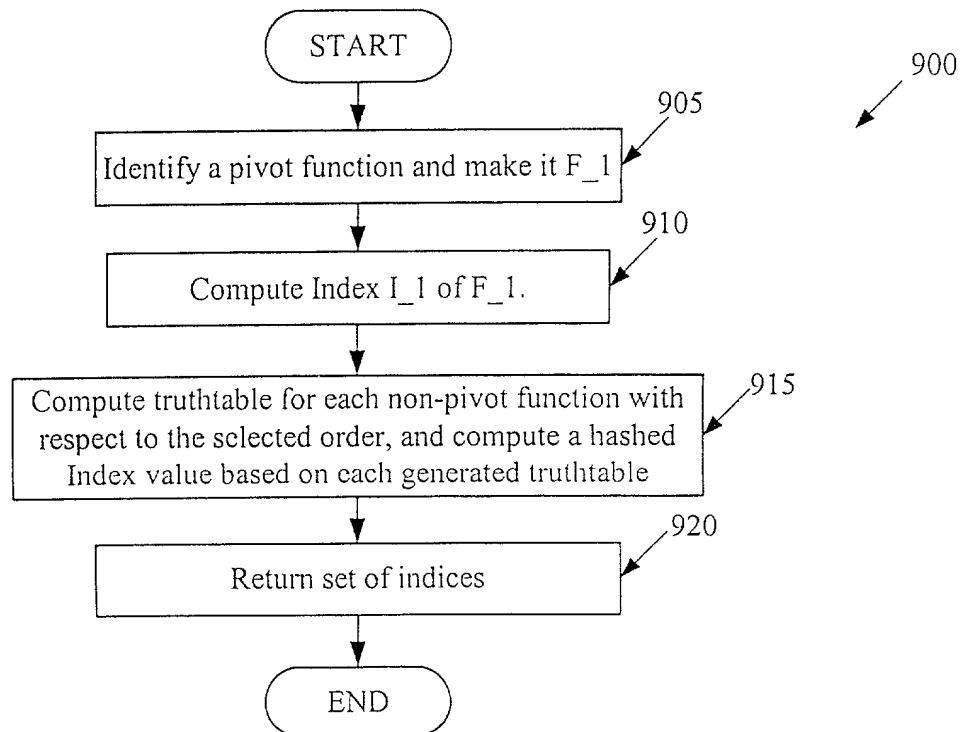 START
900
905
Identify a pivot function and make it F_1
910
Compute Index I_1 of F_1.
915
Compute truthtable for each non-pivot function with
respect to the selected order, and compute a hashed
Index value based on each generated truthtable
920
Return set of indices
END